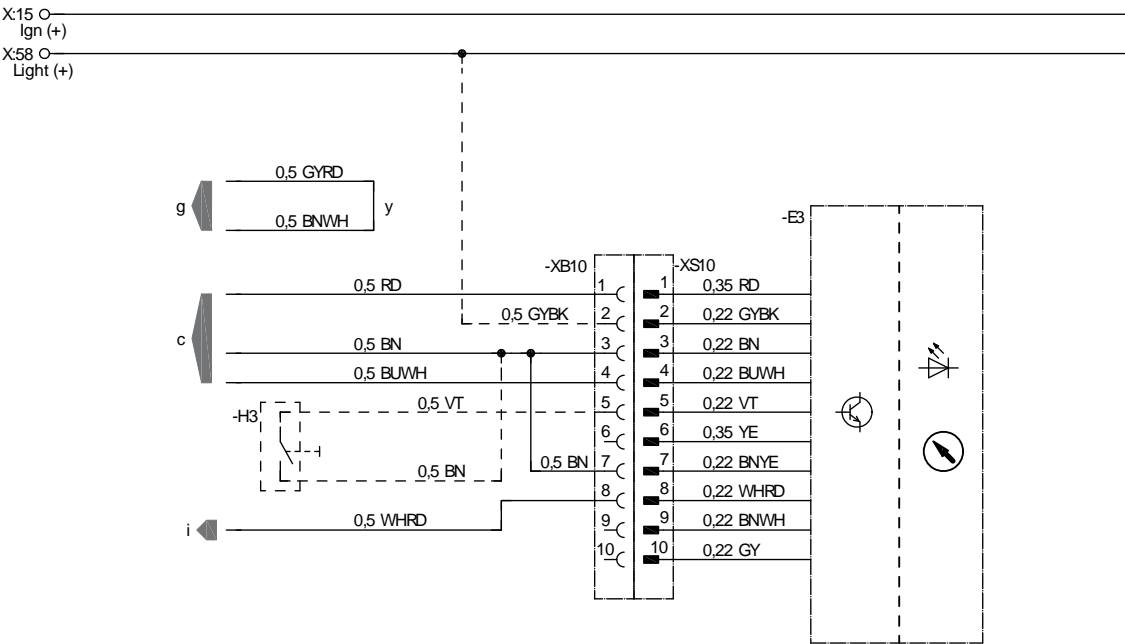 X:15
Ign (+)
X:58
Light (+)
0,5 GYRD
g
y
0,5 BNWH
-E3
-XB10
-XS10
0,5 RD
1
1
0,35 RD
0,5 GYBK
2
2
0,22 GYBK
c
0,5 BN
3
3
0,22 BN
0,5 BUWH
4
4
0,22 BUWH
-H3
0,5 VT
5
5
0,22 VT
6
6
0,35 YE
0,5 BN
0,5 BN
7
7
0,22 BNYE
8
8
0,22 WHRD
i
0,5 WHRD
9
9
0,22 BNWH
10
10
0,22 GY